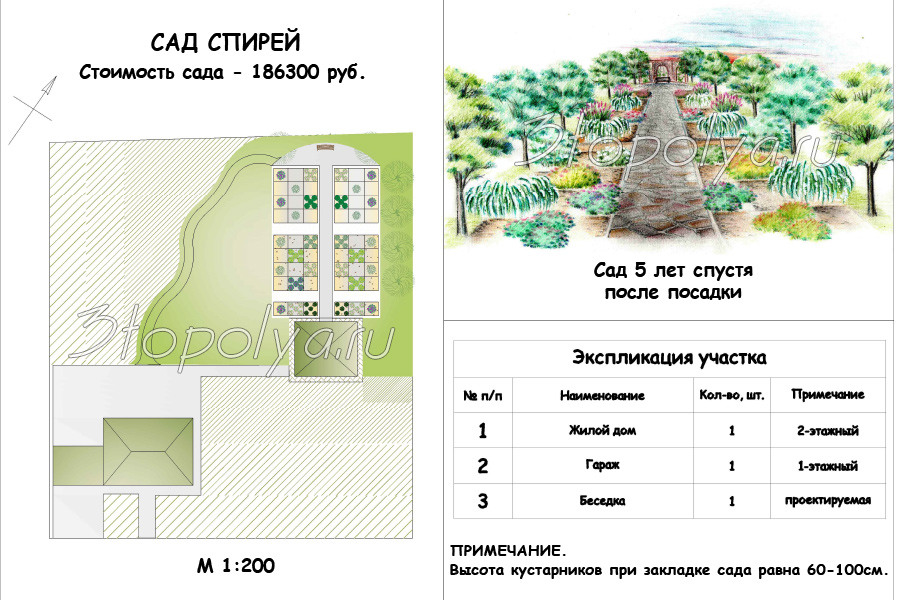 САД СПИРЕЙ
Стоимость сада - 186300 руб.
3topolya.ru
М 1:200
3topolya.ru
Сад 5 лет спустя
после посадки
Экспликация участка
№ п/п Наименование Кол-во, шт. Примечание
1 Жилой дом 1 2-этажный
2 Гараж 1 1-этажный
3 Беседка 1 проектируемая
ПРИМЕЧАНИЕ.
Высота кустарников при закладке сада равна 60-100см.